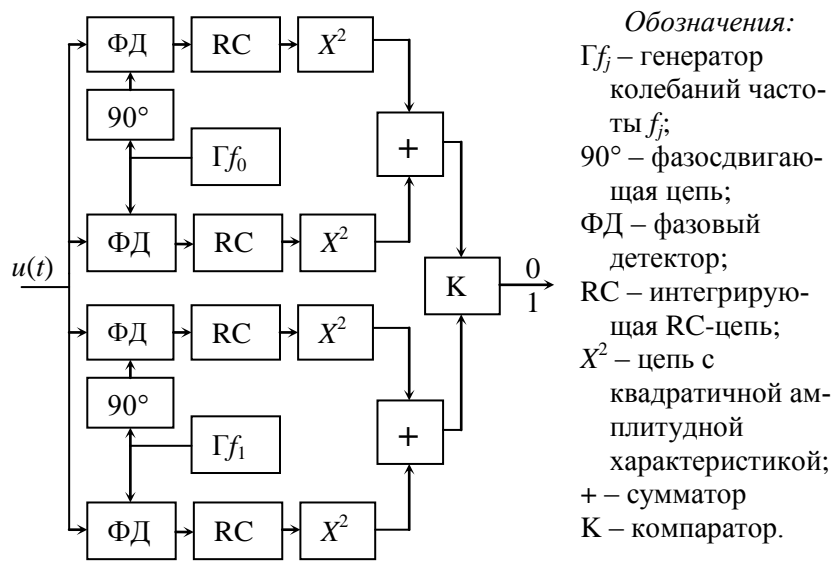 ФД RC X²
90°
Гf₀
+
ФД RC X²
u(t)
K
0
1
ФД RC X²
90°
Гf₁
+
ФД RC X²
Обозначения:
Гfⱼ – генератор
колебаний часто-
ты fⱼ;
90° – фазосдвигаю-
щая цепь;
ФД – фазовый
детектор;
RC – интегрирую-
щая RC-цепь;
X² – цепь с
квадратичной ам-
плитудной
характеристикой;
+ – сумматор
K – компаратор.